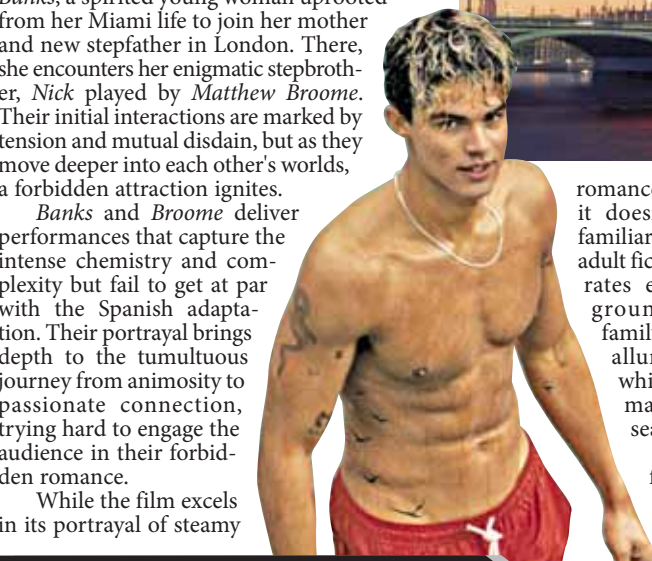 Banks, a spirited young woman uprooted
from her Miami life to join her mother
and new stepfather in London. There,
she encounters her enigmatic stepbroth-
er, Nick played by Matthew Broome.
Their initial interactions are marked by
tension and mutual disdain, but as they
move deeper into each other's worlds,
a forbidden attraction ignites.
Banks and Broome deliver
performances that capture the
intense chemistry and com-
plexity but fail to get at par
with the Spanish adapta-
tion. Their portrayal brings
depth to the tumultuous
journey from animosity to
passionate connection,
trying hard to engage the
audience in their forbid-
den romance.
While the film excels
in its portrayal of steamy
romance
it does
familiar
adult fic
rates e
groun
famil
allur
whi
ma
sea
f